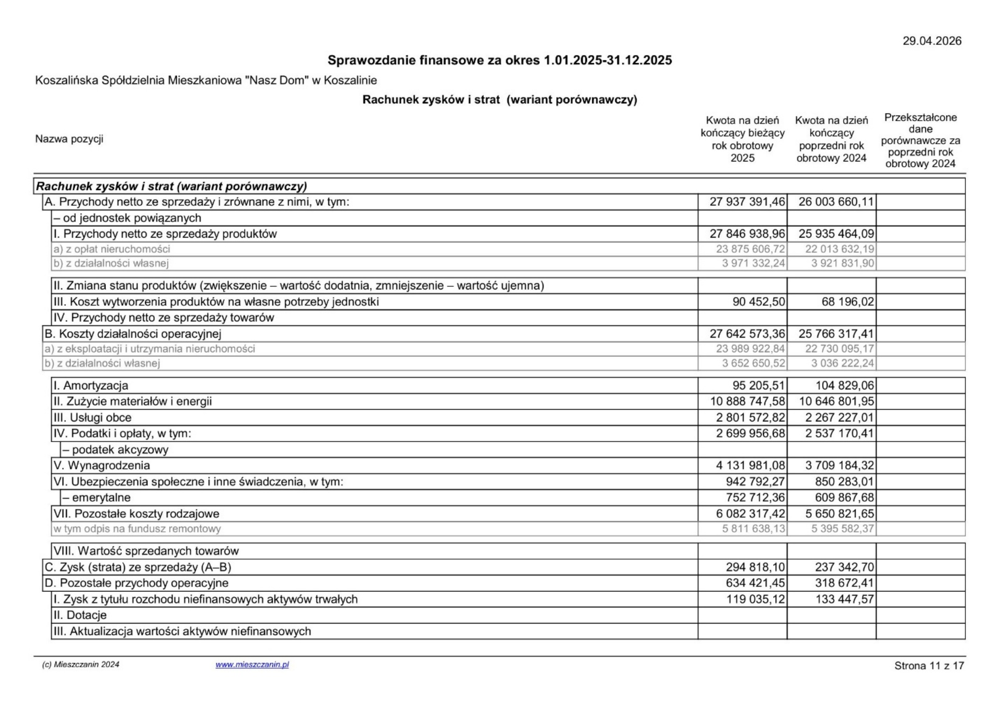 29.04.2026
Sprawozdanie finansowe za okres 1.01.2025-31.12.2025
Koszalińska Spółdzielnia Mieszkaniowa "Nasz Dom" w Koszalinie
Rachunek zysków i strat (wariant porównawczy)
Nazwa pozycji
Kwota na dzień
kończący bieżący
rok obrotowy
2025
Kwota na dzień
kończący
poprzedni rok
obrotowy 2024
Przekształcone
dane
porównawcze za
poprzedni rok
obrotowy 2024
Rachunek zysków i strat (wariant porównawczy)
A. Przychody netto ze sprzedaży i zrównane z nimi, w tym: 27 937 391,46 26 003 660,11
– od jednostek powiązanych
I. Przychody netto ze sprzedaży produktów 27 846 938,96 25 935 464,09
a) z opłat nieruchomości 23 875 606,72 22 013 632,19
b) z działalności własnej 3 971 332,24 3 921 831,90
II. Zmiana stanu produktów (zwiększenie – wartość dodatnia, zmniejszenie – wartość ujemna)
III. Koszt wytworzenia produktów na własne potrzeby jednostki 90 452,50 68 196,02
IV. Przychody netto ze sprzedaży towarów
B. Koszty działalności operacyjnej 27 642 573,36 25 766 317,41
a) z eksploatacji i utrzymania nieruchomości 23 989 922,84 22 730 095,17
b) z działalności własnej 3 652 650,52 3 036 222,24
I. Amortyzacja 95 205,51 104 829,06
II. Zużycie materiałów i energii 10 888 747,58 10 646 801,95
III. Usługi obce 2 801 572,82 2 267 227,01
IV. Podatki i opłaty, w tym: 2 699 956,68 2 537 170,41
– podatek akcyzowy
V. Wynagrodzenia 4 131 981,08 3 709 184,32
VI. Ubezpieczenia społeczne i inne świadczenia, w tym: 942 792,27 850 283,01
– emerytalne 752 712,36 609 867,68
VII. Pozostałe koszty rodzajowe 6 082 317,42 5 650 821,65
w tym odpis na fundusz remontowy 5 811 638,13 5 395 582,37
VIII. Wartość sprzedanych towarów
C. Zysk (strata) ze sprzedaży (A–B) 294 818,10 237 342,70
D. Pozostałe przychody operacyjne 634 421,45 318 672,41
I. Zysk z tytułu rozchodu niefinansowych aktywów trwałych 119 035,12 133 447,57
II. Dotacje
III. Aktualizacja wartości aktywów niefinansowych
(c) Mieszczanin 2024 www.mieszczanin.pl Strona 11 z 17